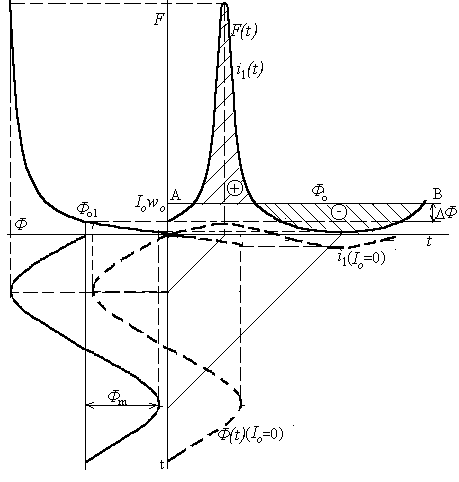 F
F(t)
i₁(t)
A
B
Φₒ₁
Iₒwₒ
+
Φₒ
-
ΔΦ
Φ
t
i₁(Iₒ=0)
Φₘ
Φ(t)(Iₒ=0)
t